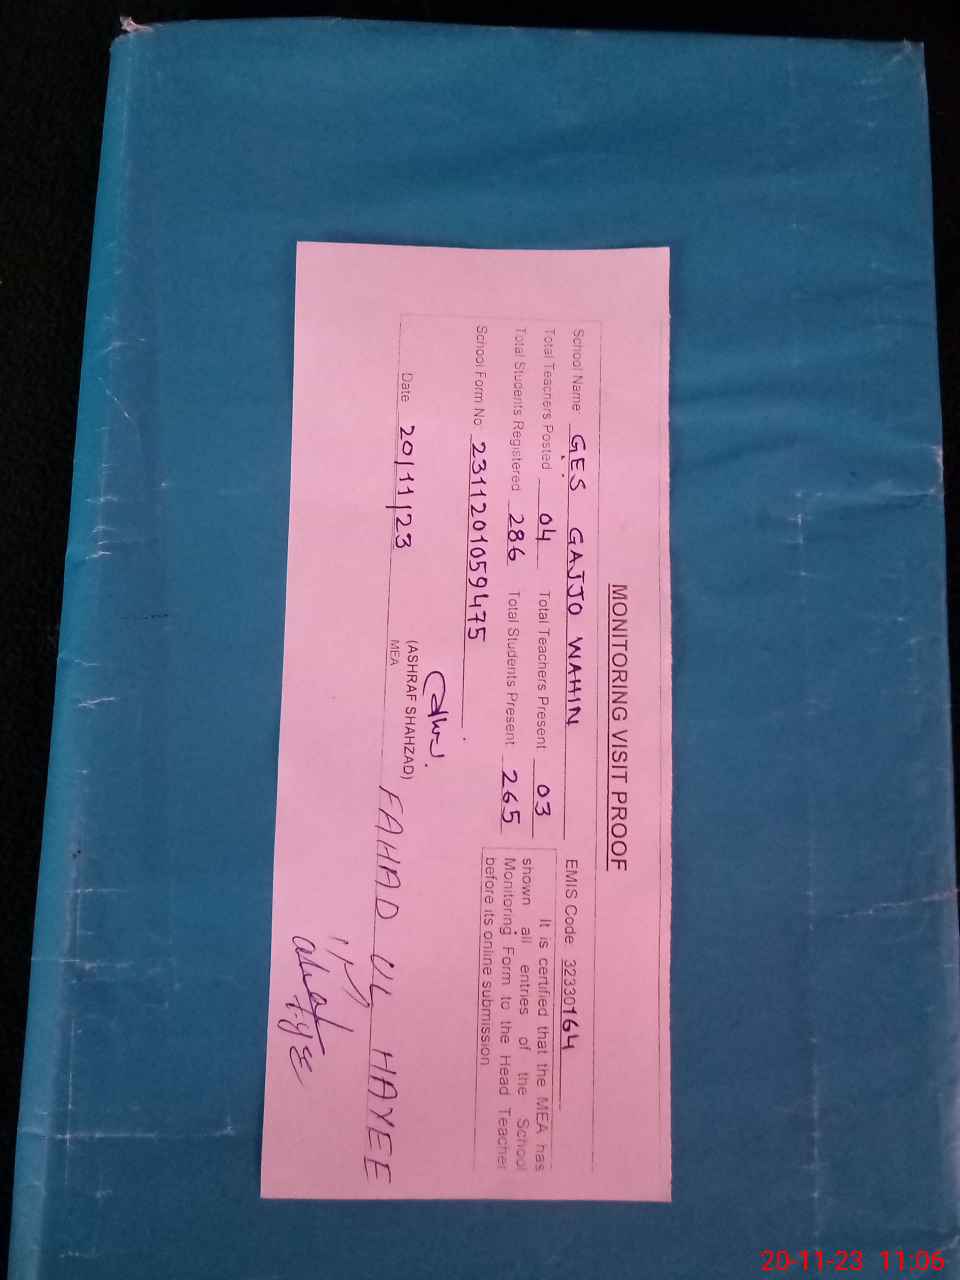 MONITORING VISIT PROOF
School Name: GES GAJJO WAHIN EMIS Code 32330164
Total Teachers Posted 04 Total Teachers Present 03
Total Students Registered 286 Total Students Present 265
School Form No. 2311201059475
It is certified that the MEA has
shown all entries of the School
Monitoring Form to the Head Teacher
before its online submission
Date 20/11/23
(ASHRAF SHAHZAD)
MEA
FAHAD UL HAYEE
20-11-23 11:06